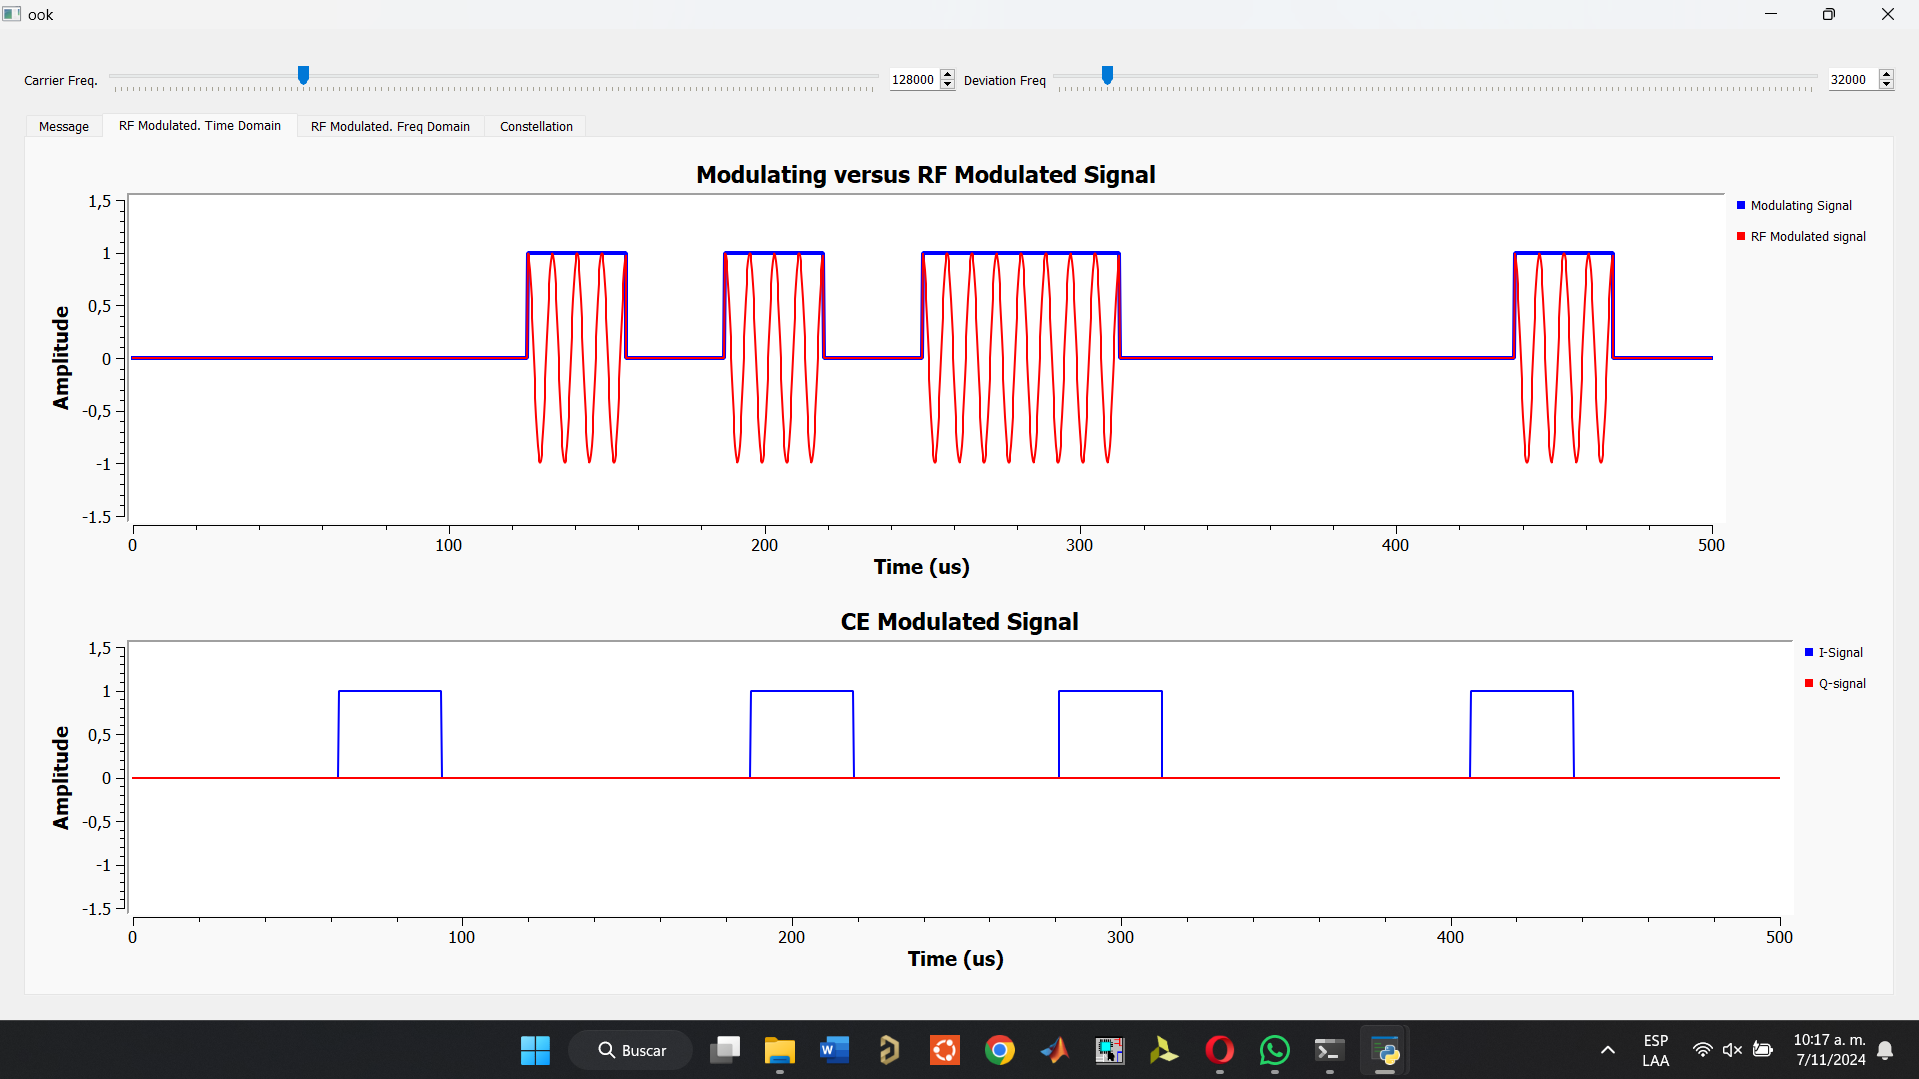 ook
Carrier Freq. 128000 Deviation Freq 32000
Message RF Modulated. Time Domain RF Modulated. Freq Domain Constellation
Modulating versus RF Modulated Signal
1,5
1
0,5
0
-0,5
-1
-1.5
Amplitude
0 100 200 300 400 500
Time (us)
Modulating Signal
RF Modulated signal
CE Modulated Signal
1,5
1
0,5
0
-0,5
-1
-1.5
Amplitude
0 100 200 300 400 500
Time (us)
I-Signal
Q-signal
Buscar
W
ESP
LAA
10:17 a. m.
7/11/2024